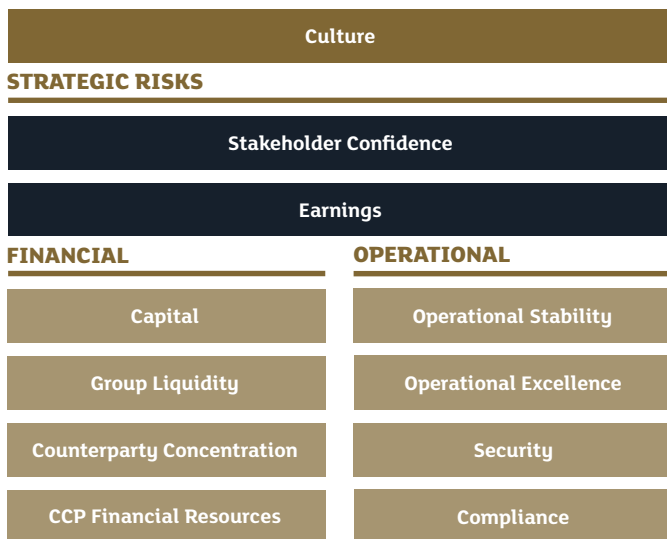 Culture
STRATEGIC RISKS
Stakeholder Confidence
Earnings
FINANCIAL
Capital
Group Liquidity
Counterparty Concentration
CCP Financial Resources
OPERATIONAL
Operational Stability
Operational Excellence
Security
Compliance